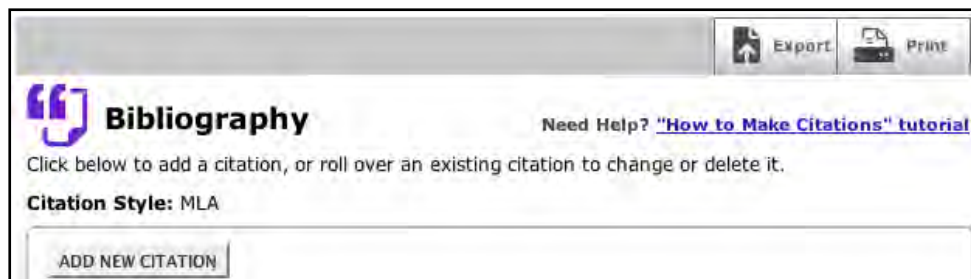 Export Print
Bibliography Need Help? "How to Make Citations" tutorial
Click below to add a citation, or roll over an existing citation to change or delete it.
Citation Style: MLA
ADD NEW CITATION